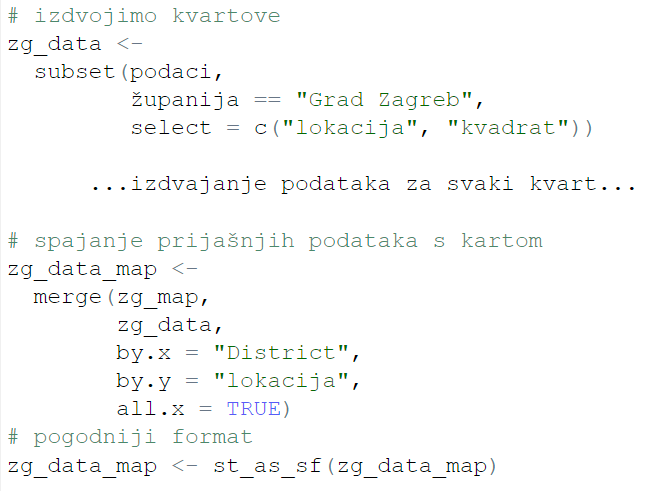 # izdvojimo kvartove
zg_data <-
  subset(podaci,
         županija == "Grad Zagreb",
         select = c("lokacija", "kvadrat"))
...izdvajanje podataka za svaki kvart...
# spajanje prijašnjih podataka s kartom
zg_data_map <-
  merge(zg_map,
        zg_data,
        by.x = "District",
        by.y = "lokacija",
        all.x = TRUE)
# pogodniji format
zg_data_map <- st_as_sf(zg_data_map)